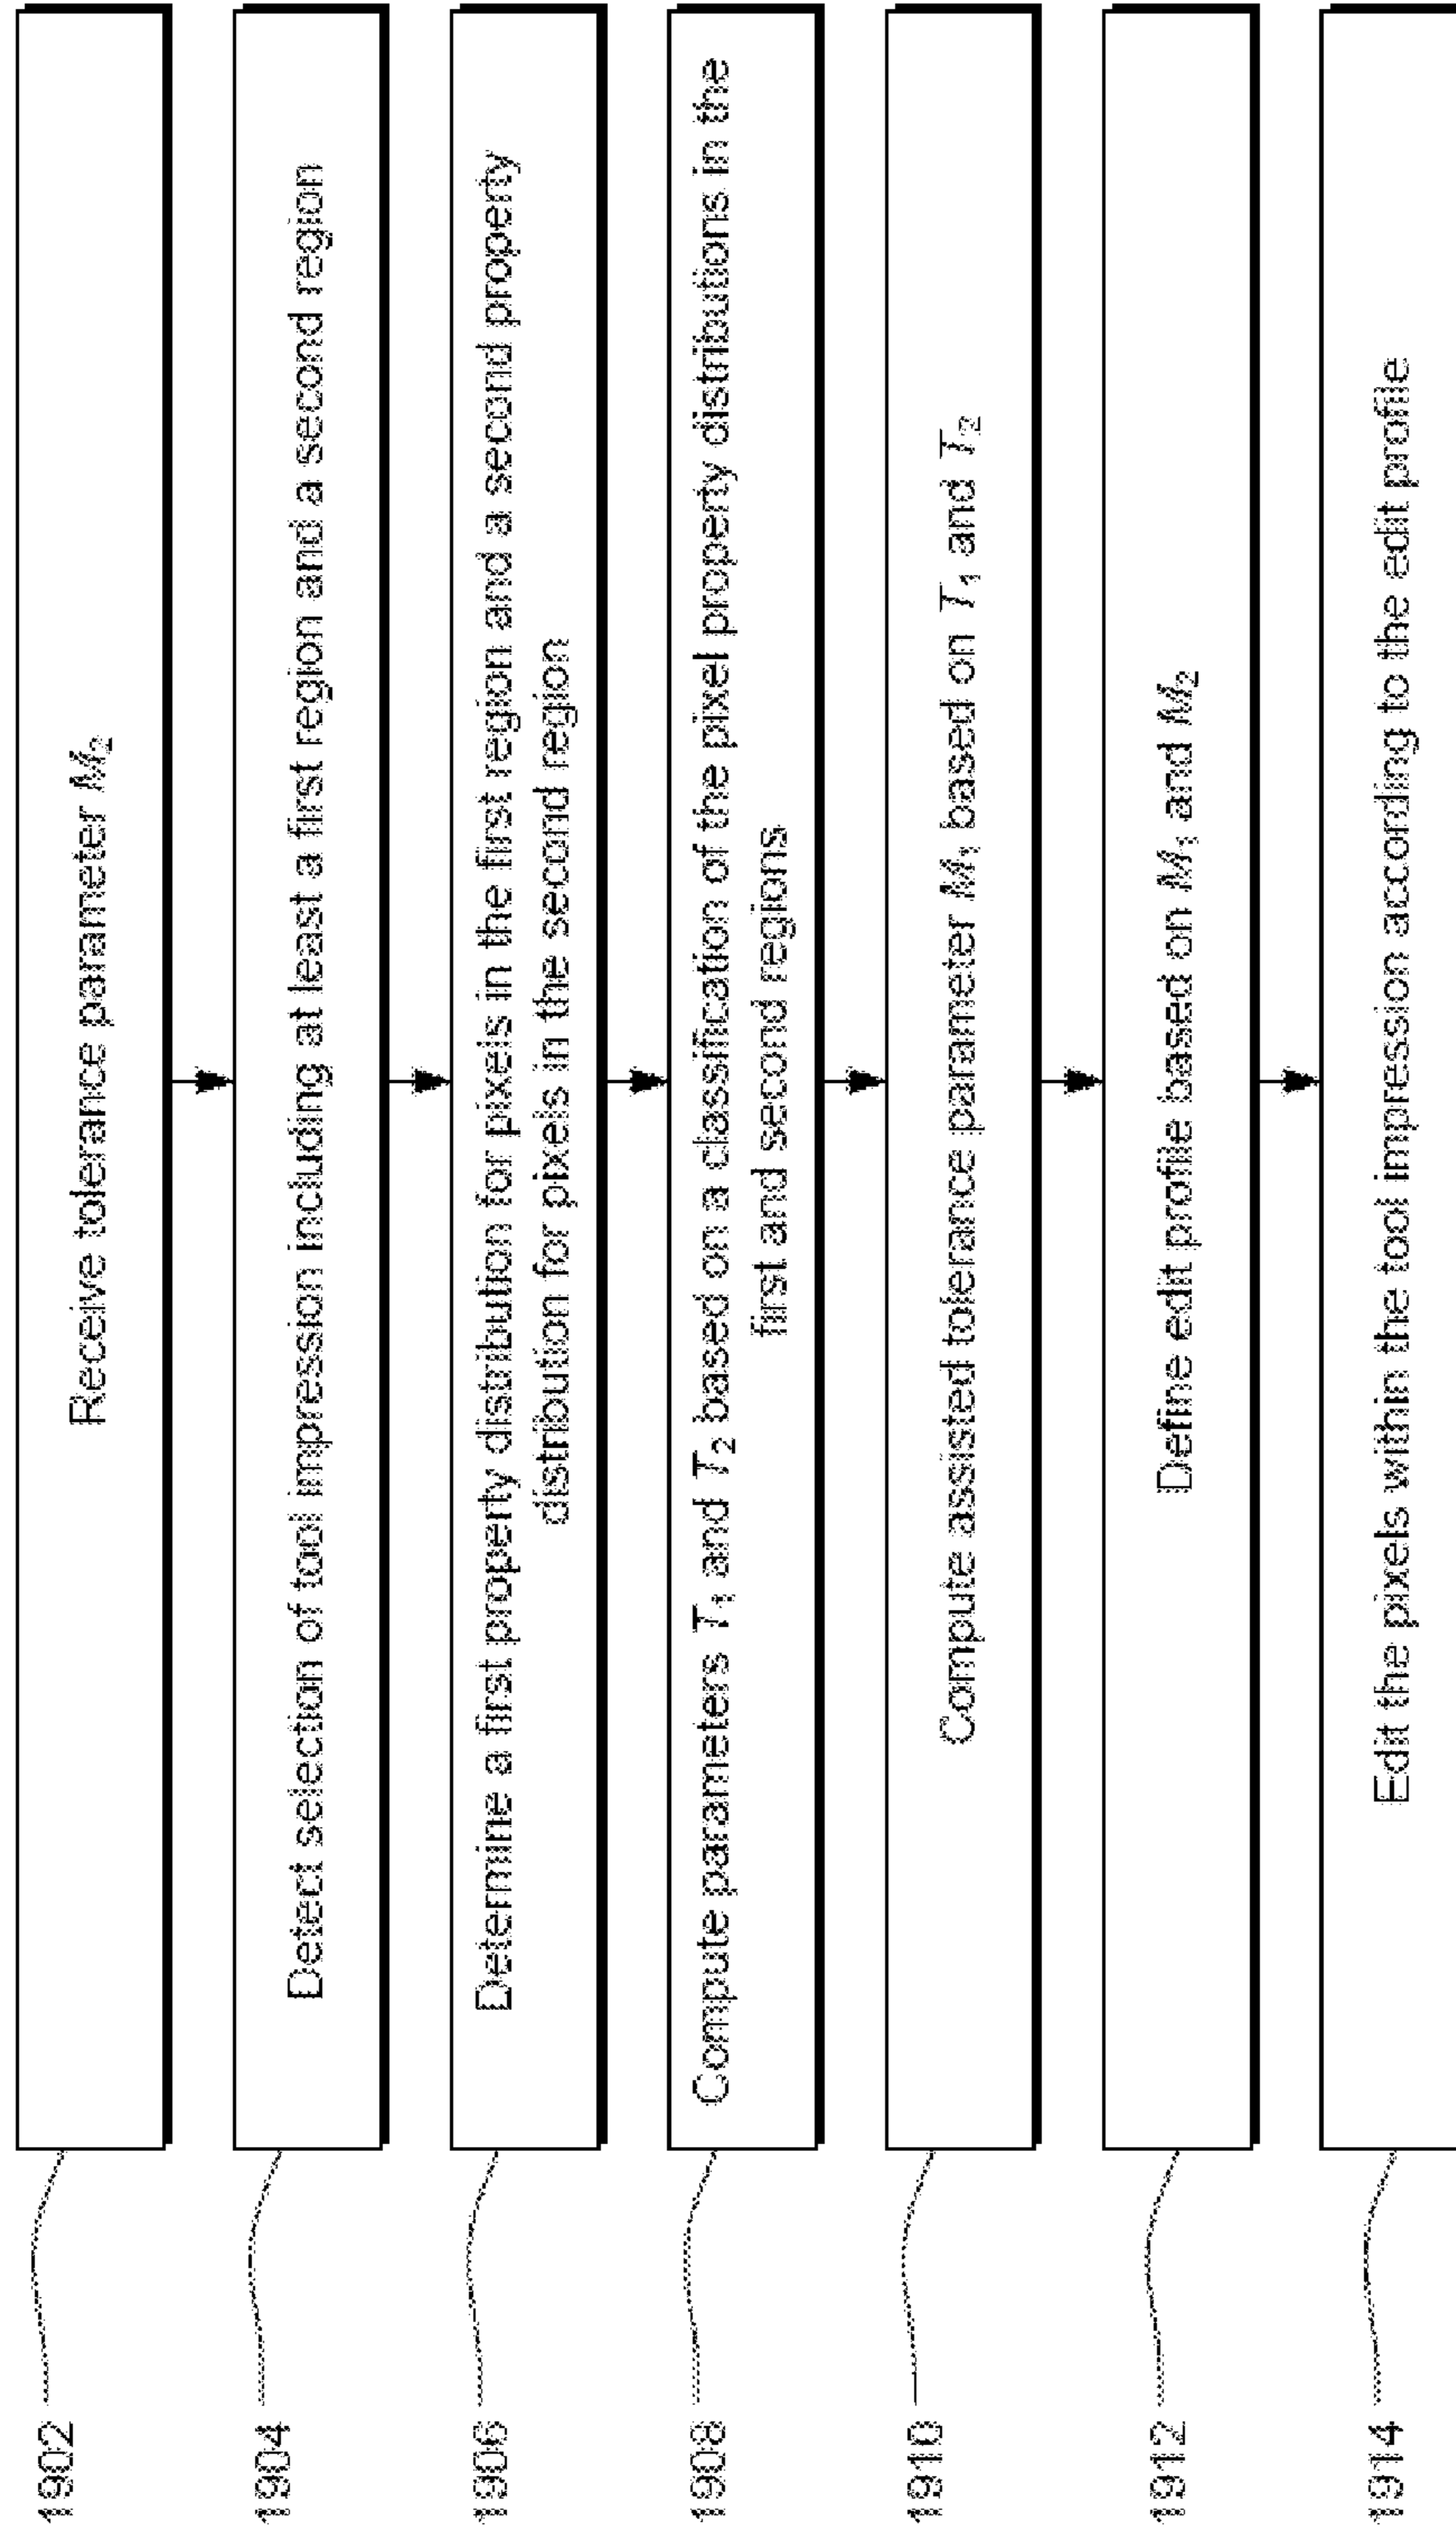 1902
Receive tolerance parameter M₂
1904
Detect selection of tool impression including at least a first region and a second region
1906
Determine a first property distribution for pixels in the first region and a second property
distribution for pixels in the second region
1908
Compute parameters T₁ and T₂ based on a classification of the pixel property distributions in the
first and second regions
1910
Compute assisted tolerance parameter M₁ based on T₁ and T₂
1912
Define edit profile based on M₁ and M₂
1914
Edit the pixels within the tool impression according to the edit profile